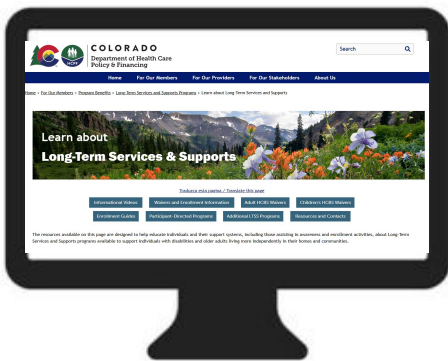 COLORADO
Department of Health Care
Policy & Financing
HCPF
Search
Home For Our Members For Our Providers For Our Stakeholders About Us
Home » For Our Members » Program Benefits » Long-Term Services and Supports Programs » Learn about Long-Term Services and Supports
Learn about
Long-Term Services & Supports
Traduzca esta página / Translate this page
Informational Videos Waivers and Enrollment Information Adult HCBS Waivers Children's HCBS Waivers
Enrollment Guides Participant-Directed Programs Additional LTSS Programs Resources and Contacts
The resources available on this page are designed to help educate individuals and their support systems, including those assisting in awareness and enrollment activities, about Long-Term
Services and Supports programs available to support individuals with disabilities and older adults living more independently in their homes and communities.